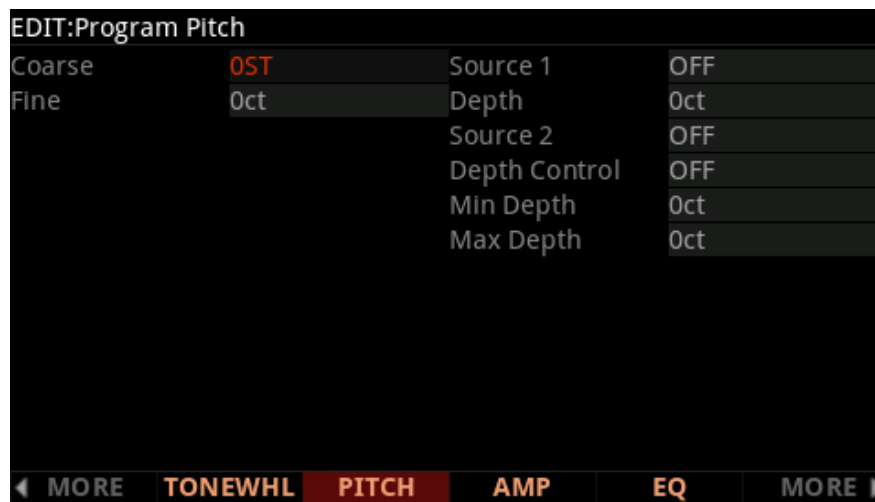 EDIT:Program Pitch
Coarse 0ST Source 1 OFF
Fine 0ct Depth 0ct
Source 2 OFF
Depth Control OFF
Min Depth 0ct
Max Depth 0ct
MORE TONEWHL PITCH AMP EQ MORE